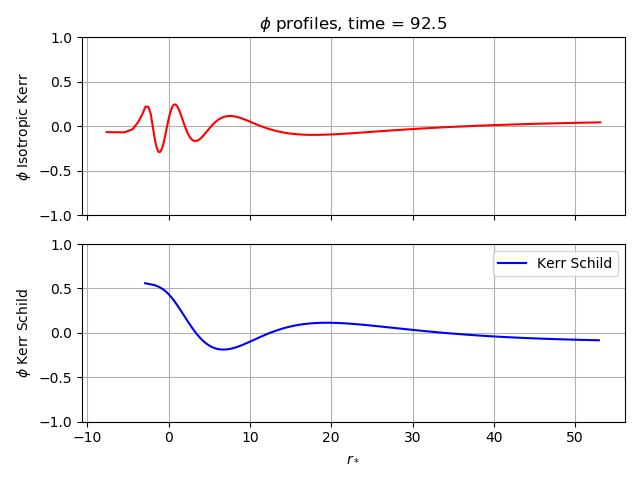 ϕ profiles, time = 92.5
1.0
0.5
0.0
−0.5
−1.0
ϕ Isotropic Kerr
1.0
0.5
0.0
−0.5
−1.0
ϕ Kerr Schild
Kerr Schild
−10 0 10 20 30 40 50
r*